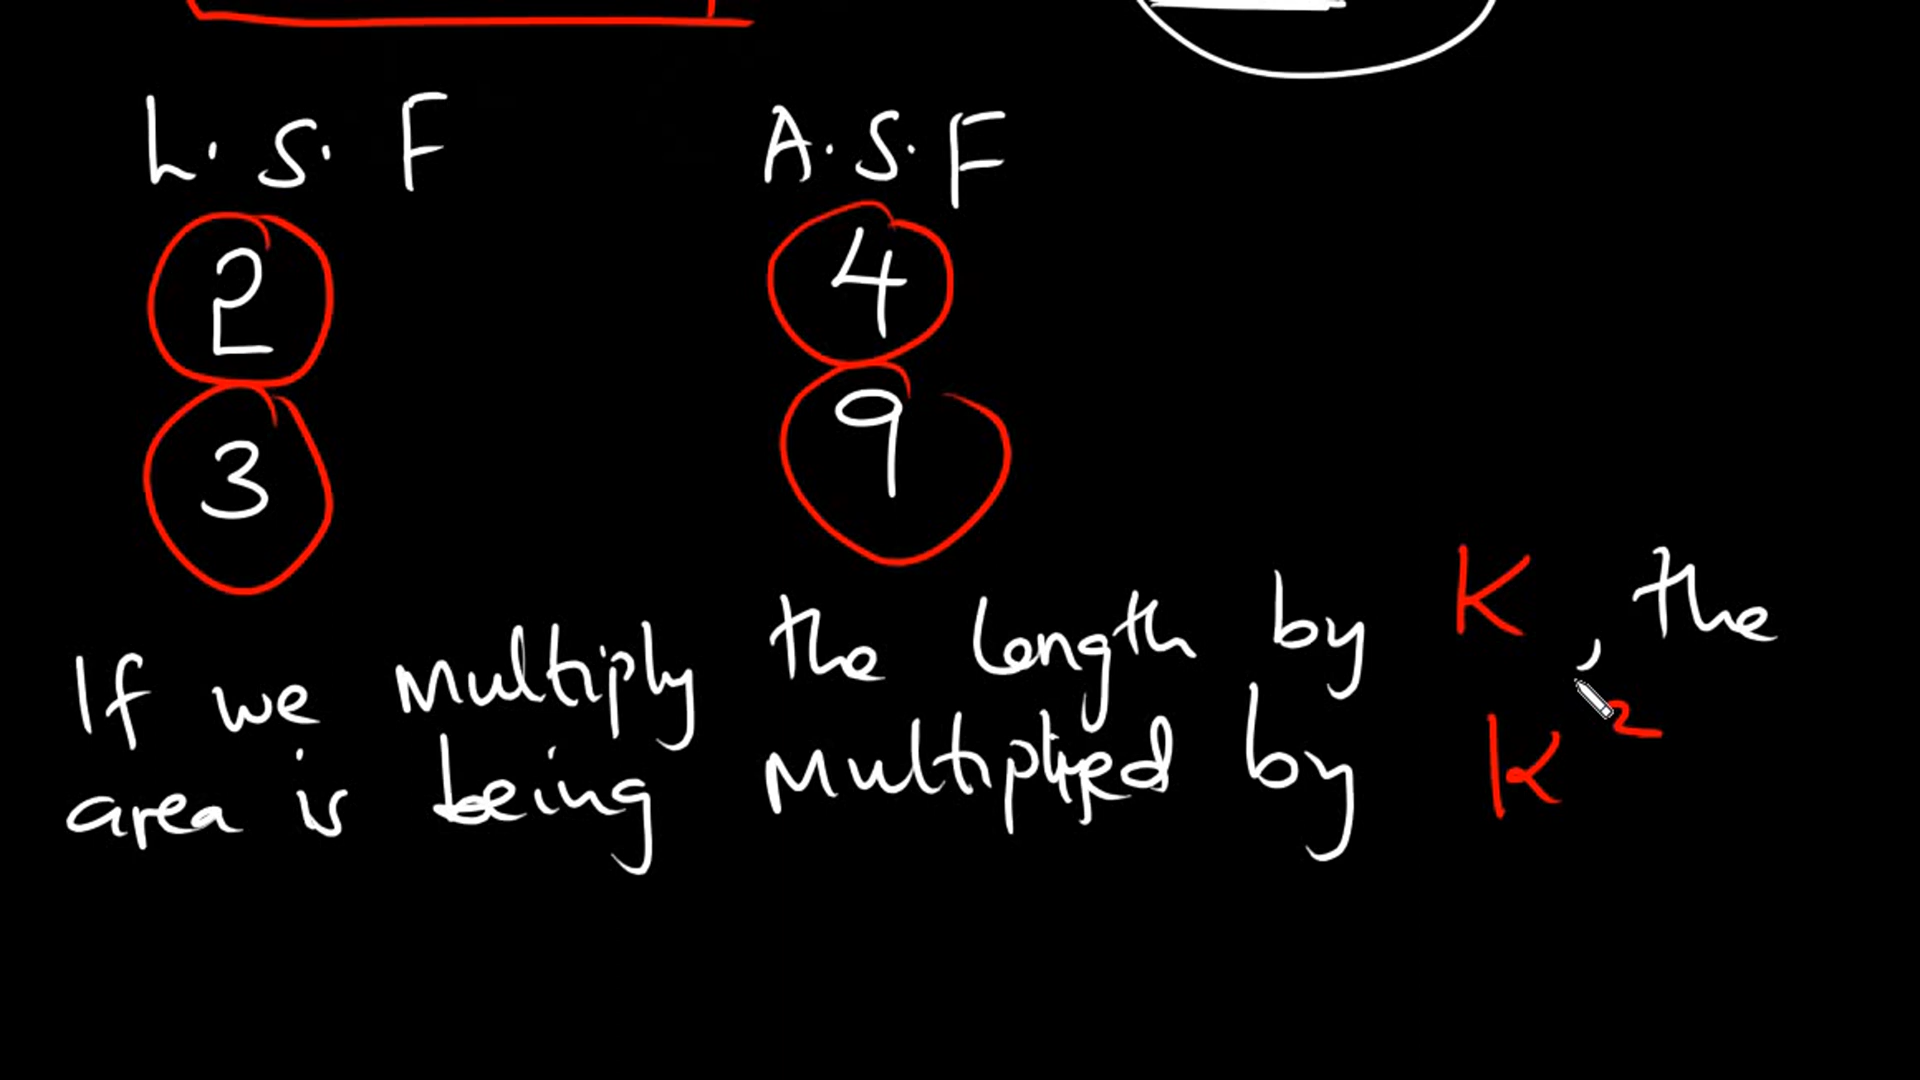 L.S.F A.S.F
2 4
3 9
If we multiply the length by K, the
area is being multiplied by K²